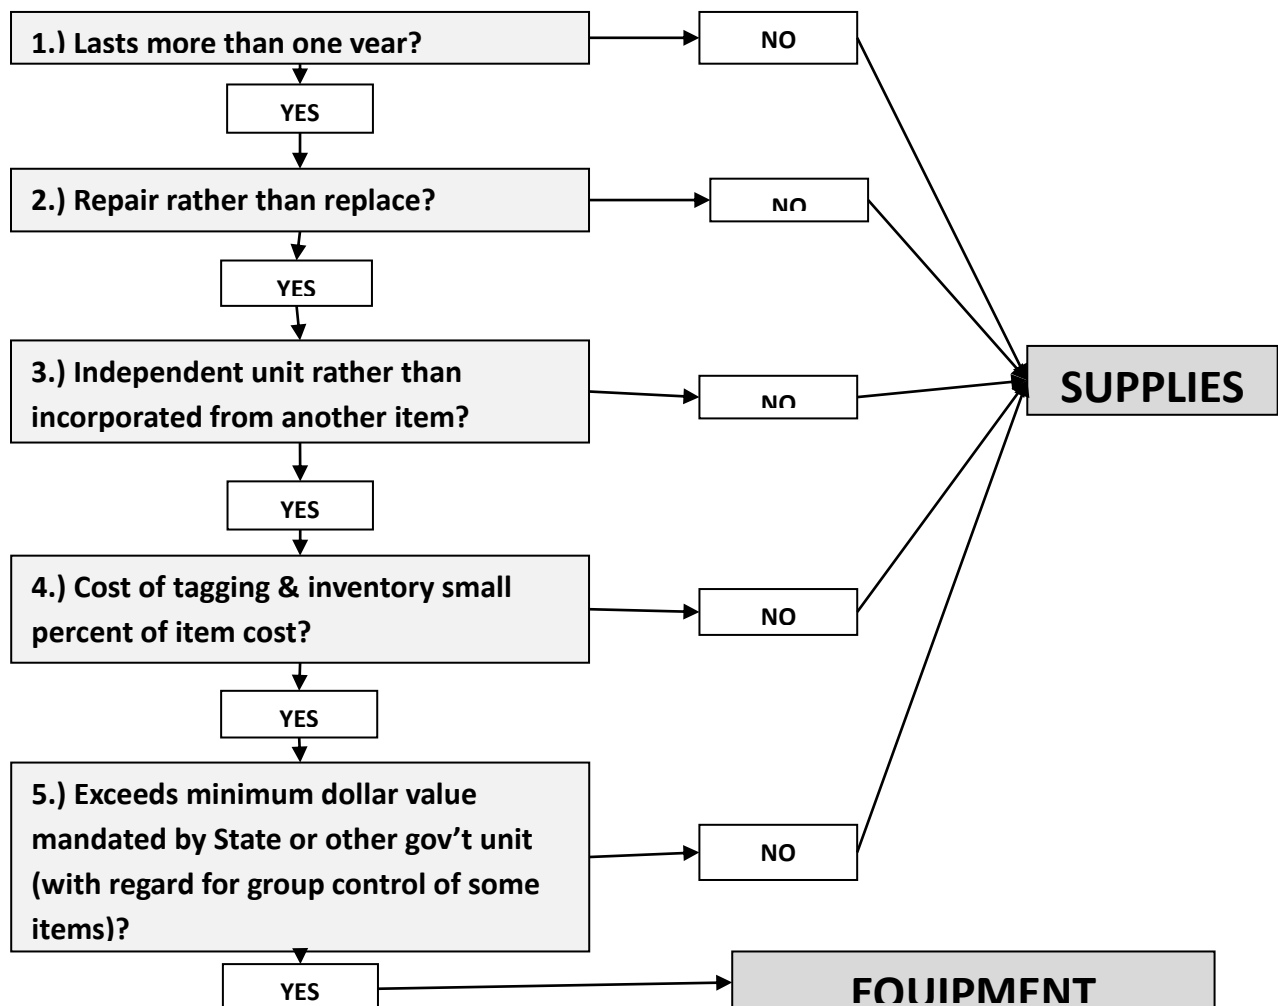 1.) Lasts more than one year?
NO
YES
2.) Repair rather than replace?
NO
YES
3.) Independent unit rather than
incorporated from another item?
NO
SUPPLIES
YES
4.) Cost of tagging & inventory small
percent of item cost?
NO
YES
5.) Exceeds minimum dollar value
mandated by State or other gov’t unit
(with regard for group control of some
items)?
NO
YES
EQUIPMENT